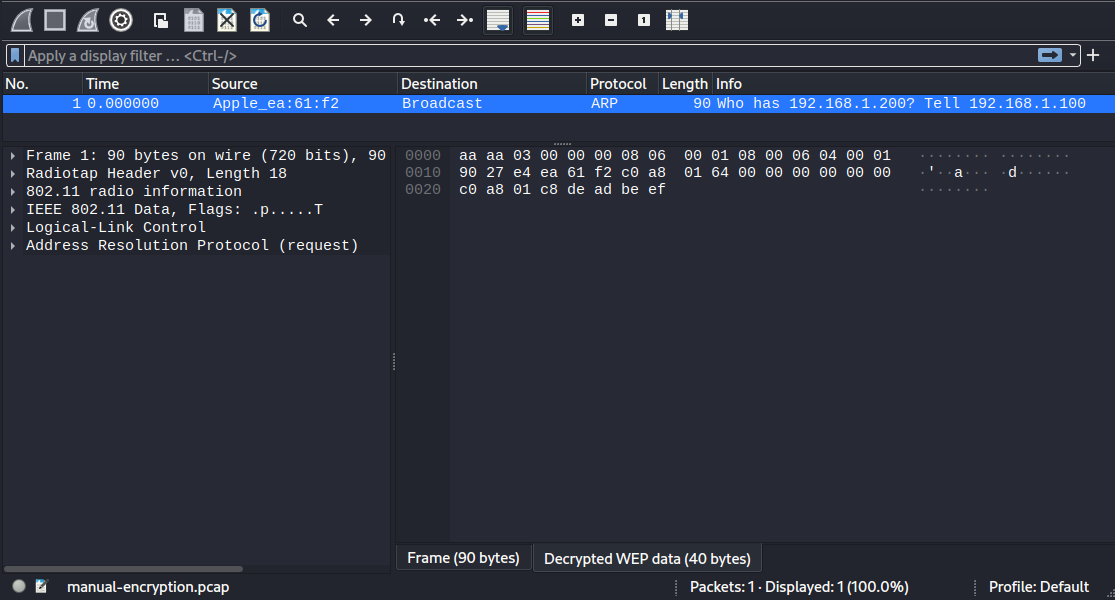 Apply a display filter … <Ctrl-/>
No. Time Source Destination Protocol Length Info
1 0.000000 Apple_ea:61:f2 Broadcast ARP 90 Who has 192.168.1.200? Tell 192.168.1.100
Frame 1: 90 bytes on wire (720 bits), 90
Radiotap Header v0, Length 18
802.11 radio information
IEEE 802.11 Data, Flags: .p.....T
Logical-Link Control
Address Resolution Protocol (request)
0000 aa aa 03 00 00 00 08 06 00 01 08 00 06 04 00 01 ········ ········
0010 90 27 e4 ea 61 f2 c0 a8 01 64 00 00 00 00 00 00 ·'··a··· ·d······
0020 c0 a8 01 c8 de ad be ef ········
Frame (90 bytes) Decrypted WEP data (40 bytes)
manual-encryption.pcap Packets: 1 · Displayed: 1 (100.0%) Profile: Default